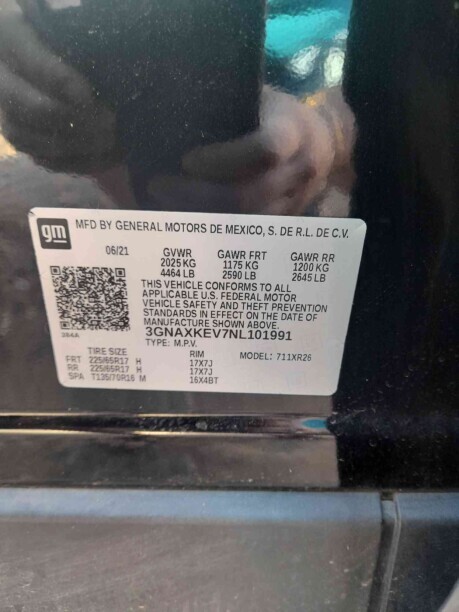 gm
MFD BY GENERAL MOTORS DE MEXICO, S. DE R.L. DE C.V.
06/21 GVWR GAWR FRT GAWR RR
2025 KG 1175 KG 1200 KG
4464 LB 2590 LB 2645 LB
THIS VEHICLE CONFORMS TO ALL
APPLICABLE U.S. FEDERAL MOTOR
VEHICLE SAFETY AND THEFT PREVENTION
STANDARDS IN EFFECT ON THE DATE OF
MANUFACTURE SHOWN ABOVE.
3GNAXKEV7NL101991
TYPE: M.P.V. MODEL: 711XR26
TIRE SIZE RIM
FRT 225/65R17 H 17X7J
RR 225/65R17 H 17X7J
SPA T135/70R16 M 16X4BT